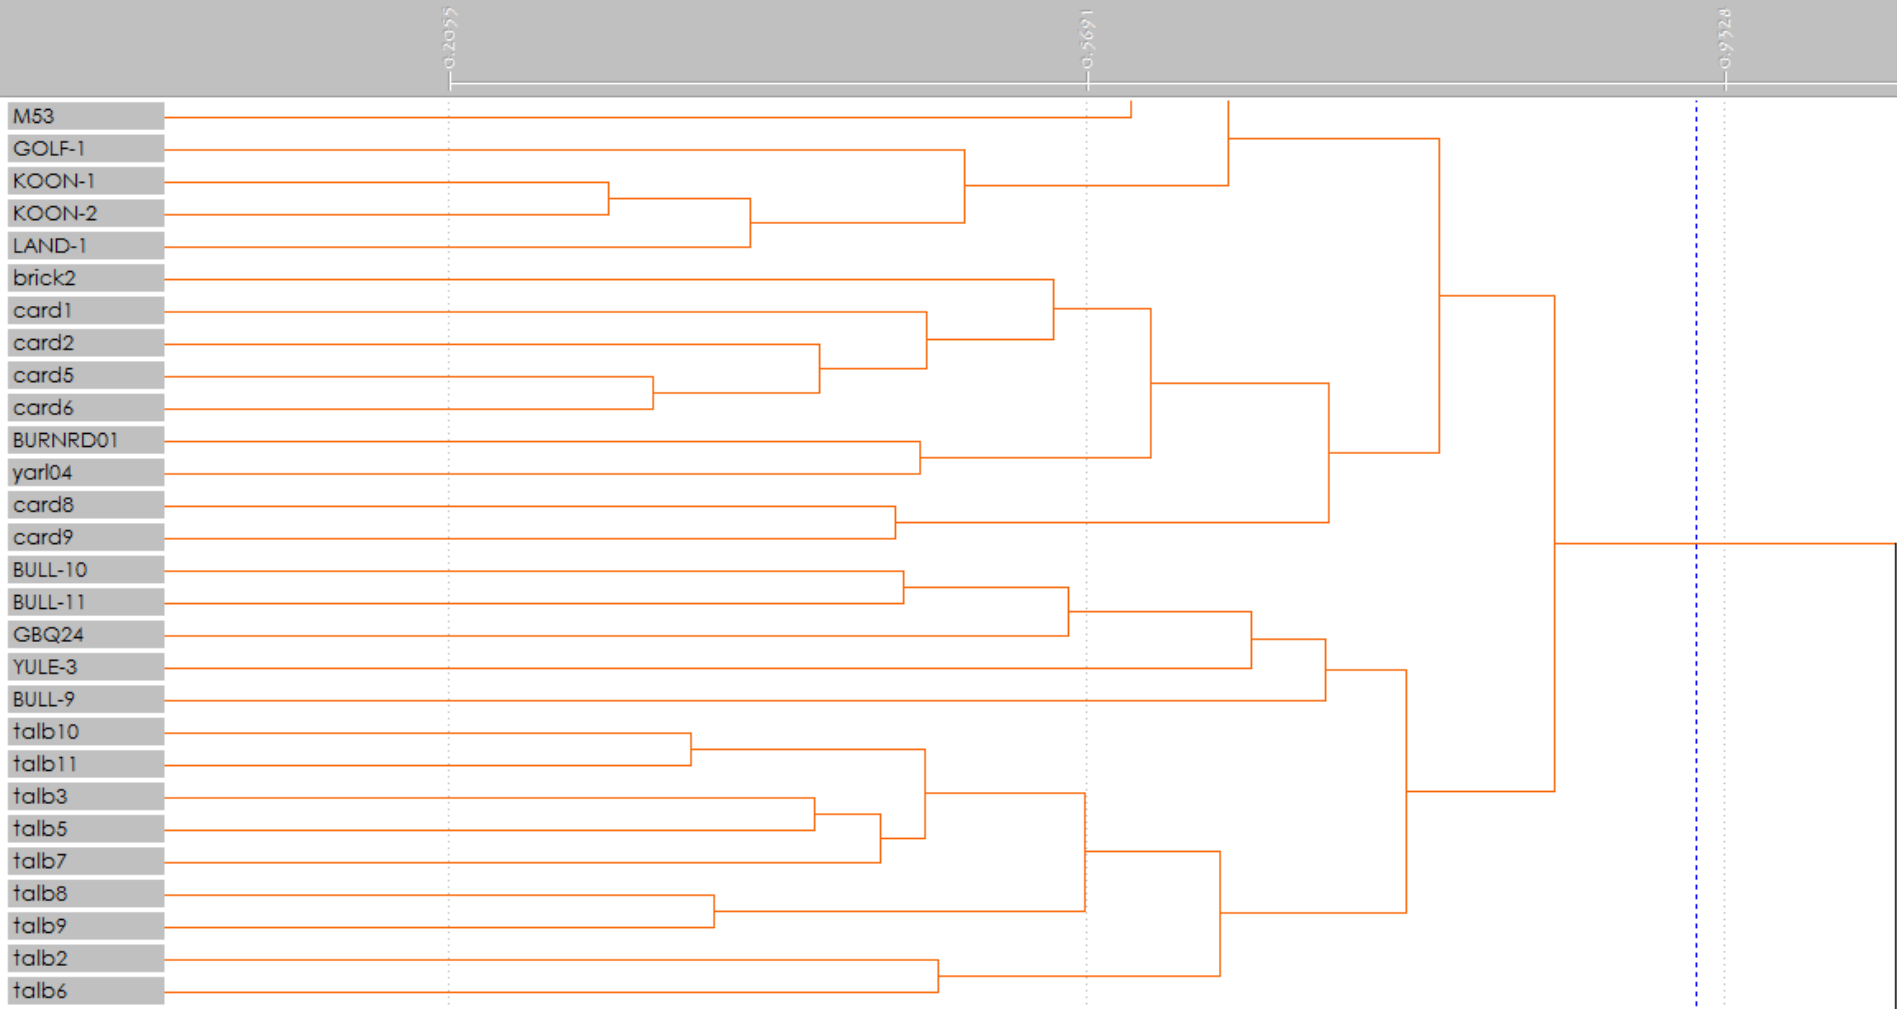 0.2055
0.5691
0.9328
M53
GOLF-1
KOON-1
KOON-2
LAND-1
brick2
card1
card2
card5
card6
BURNRD01
yarl04
card8
card9
BULL-10
BULL-11
GBQ24
YULE-3
BULL-9
talb10
talb11
talb3
talb5
talb7
talb8
talb9
talb2
talb6